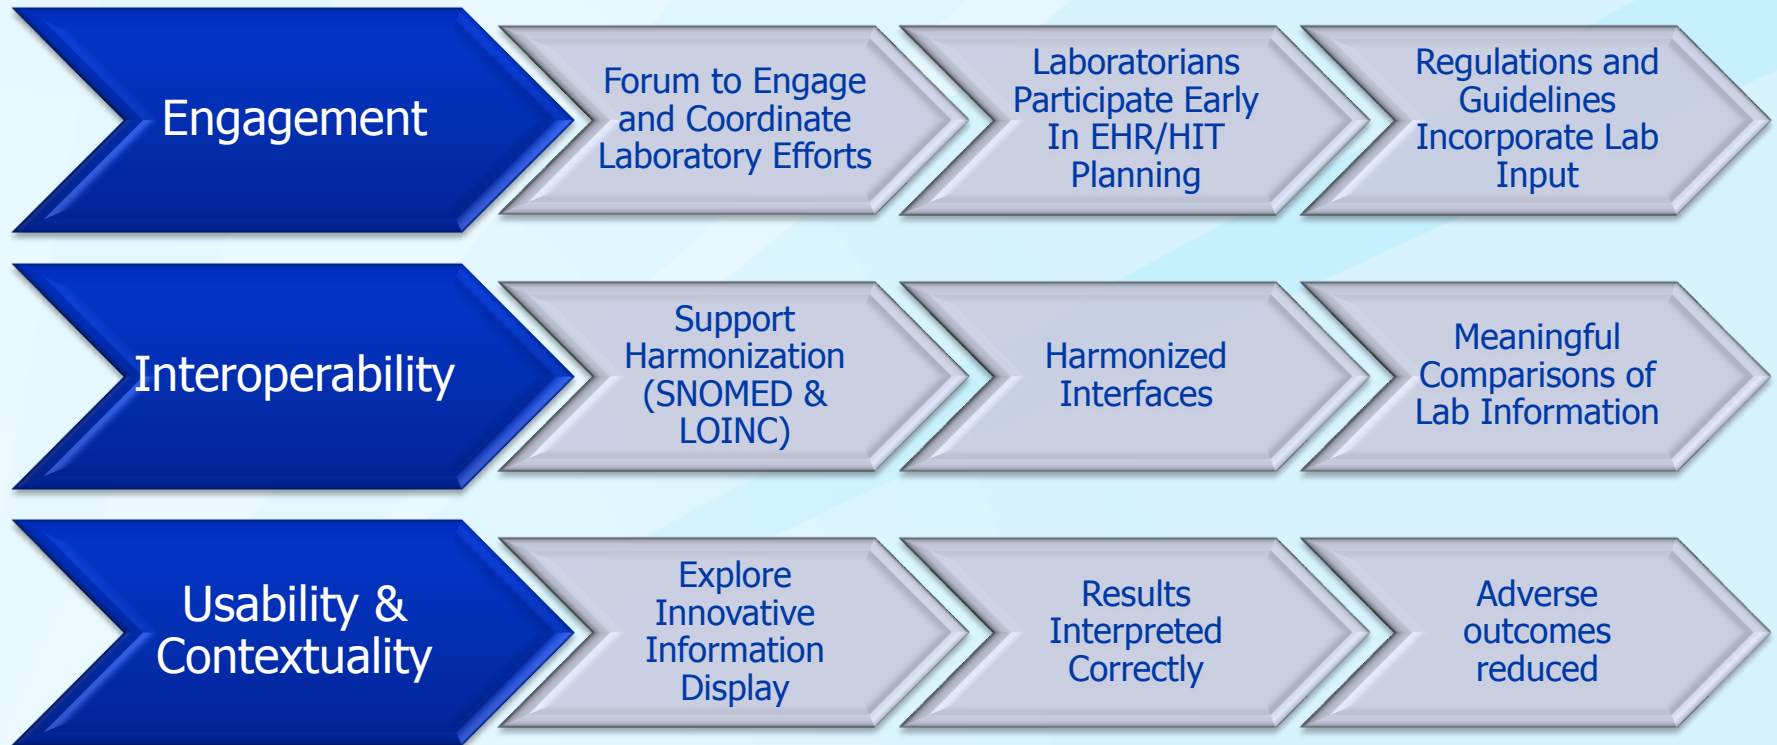 Engagement
Forum to Engage
and Coordinate
Laboratory Efforts
Laboratorians
Participate Early
In EHR/HIT
Planning
Regulations and
Guidelines
Incorporate Lab
Input
Interoperability
Support
Harmonization
(SNOMED &
LOINC)
Harmonized
Interfaces
Meaningful
Comparisons of
Lab Information
Usability &
Contextuality
Explore
Innovative
Information
Display
Results
Interpreted
Correctly
Adverse
outcomes
reduced